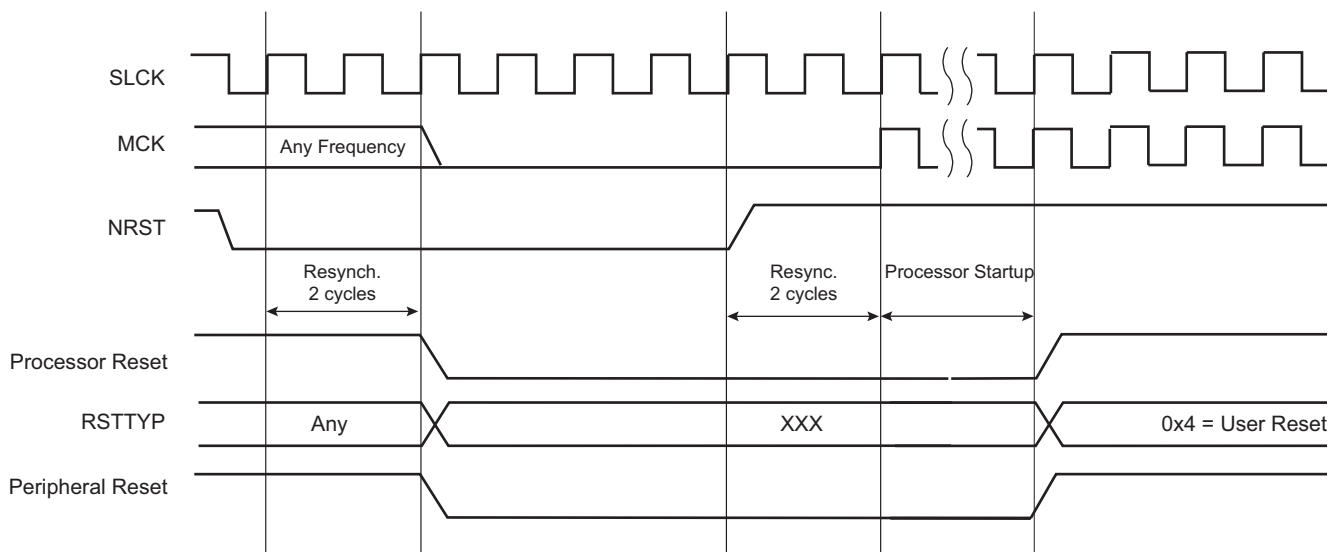 SLCK
MCK
Any Frequency
NRST
Resynch.
2 cycles
Resync.
2 cycles
Processor Startup
Processor Reset
RSTTYP
Any
XXX
0x4 = User Reset
Peripheral Reset